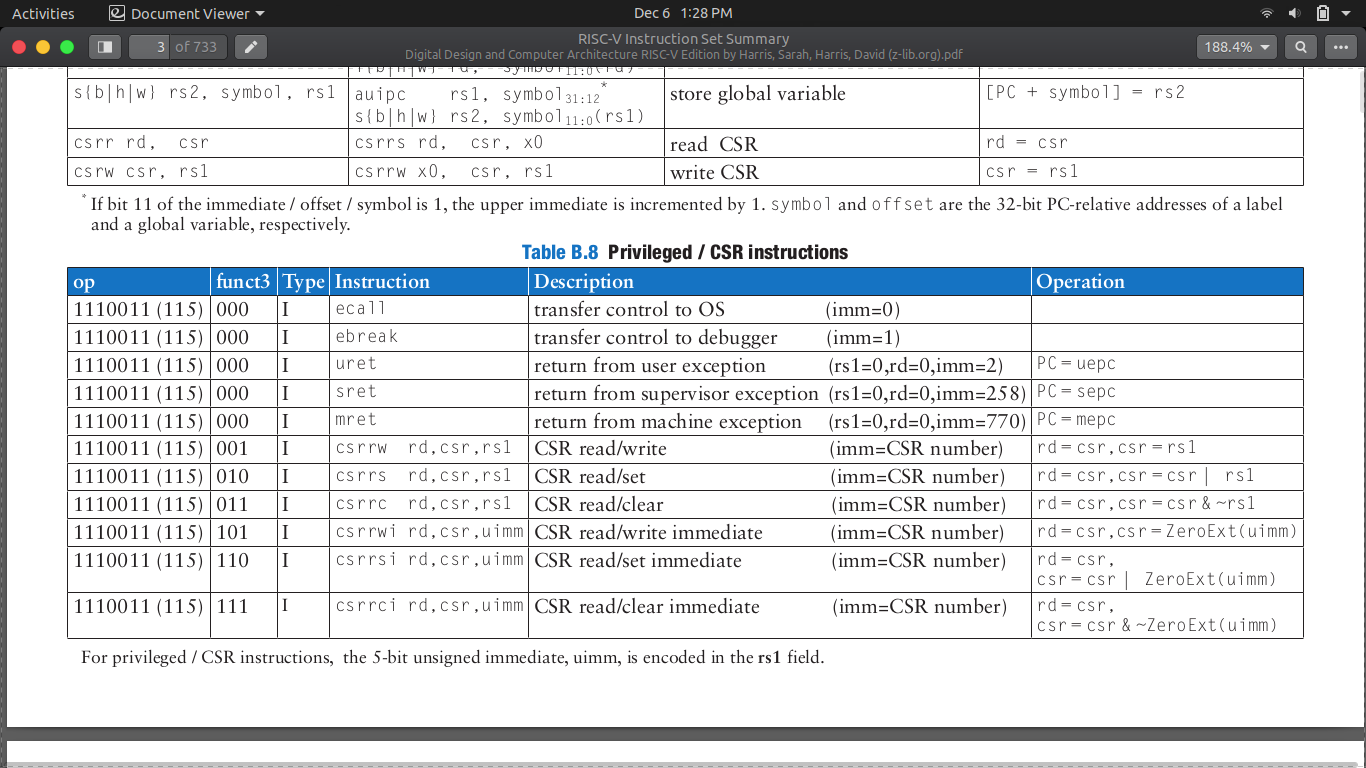 Activities Document Viewer Dec 6 1:28 PM
RISC-V Instruction Set Summary
3 of 733 Digital Design and Computer Architecture RISC-V Edition by Harris, Sarah, Harris, David (z-lib.org).pdf 188.4%
l{b|h|w} rd, symbol11:0(rd)
s{b|h|w} rs2, symbol, rs1 auipc rs1, symbol31:12* store global variable [PC + symbol] = rs2
s{b|h|w} rs2, symbol11:0(rs1)
csrr rd, csr csrrs rd, csr, x0 read CSR rd = csr
csrw csr, rs1 csrrw x0, csr, rs1 write CSR csr = rs1
* If bit 11 of the immediate / offset / symbol is 1, the upper immediate is incremented by 1. symbol and offset are the 32-bit PC-relative addresses of a label
and a global variable, respectively.
Table B.8 Privileged / CSR instructions
op funct3 Type Instruction Description Operation
1110011 (115) 000 I ecall transfer control to OS (imm=0)
1110011 (115) 000 I ebreak transfer control to debugger (imm=1)
1110011 (115) 000 I uret return from user exception (rs1=0,rd=0,imm=2) PC = uepc
1110011 (115) 000 I sret return from supervisor exception (rs1=0,rd=0,imm=258) PC = sepc
1110011 (115) 000 I mret return from machine exception (rs1=0,rd=0,imm=770) PC = mepc
1110011 (115) 001 I csrrw rd,csr,rs1 CSR read/write (imm=CSR number) rd = csr,csr = rs1
1110011 (115) 010 I csrrs rd,csr,rs1 CSR read/set (imm=CSR number) rd = csr,csr = csr | rs1
1110011 (115) 011 I csrrc rd,csr,rs1 CSR read/clear (imm=CSR number) rd = csr,csr = csr & ~rs1
1110011 (115) 101 I csrrwi rd,csr,uimm CSR read/write immediate (imm=CSR number) rd = csr,csr = ZeroExt(uimm)
1110011 (115) 110 I csrrsi rd,csr,uimm CSR read/set immediate (imm=CSR number) rd = csr,
csr = csr | ZeroExt(uimm)
1110011 (115) 111 I csrrci rd,csr,uimm CSR read/clear immediate (imm=CSR number) rd = csr,
csr = csr & ~ZeroExt(uimm)
For privileged / CSR instructions, the 5-bit unsigned immediate, uimm, is encoded in the rs1 field.